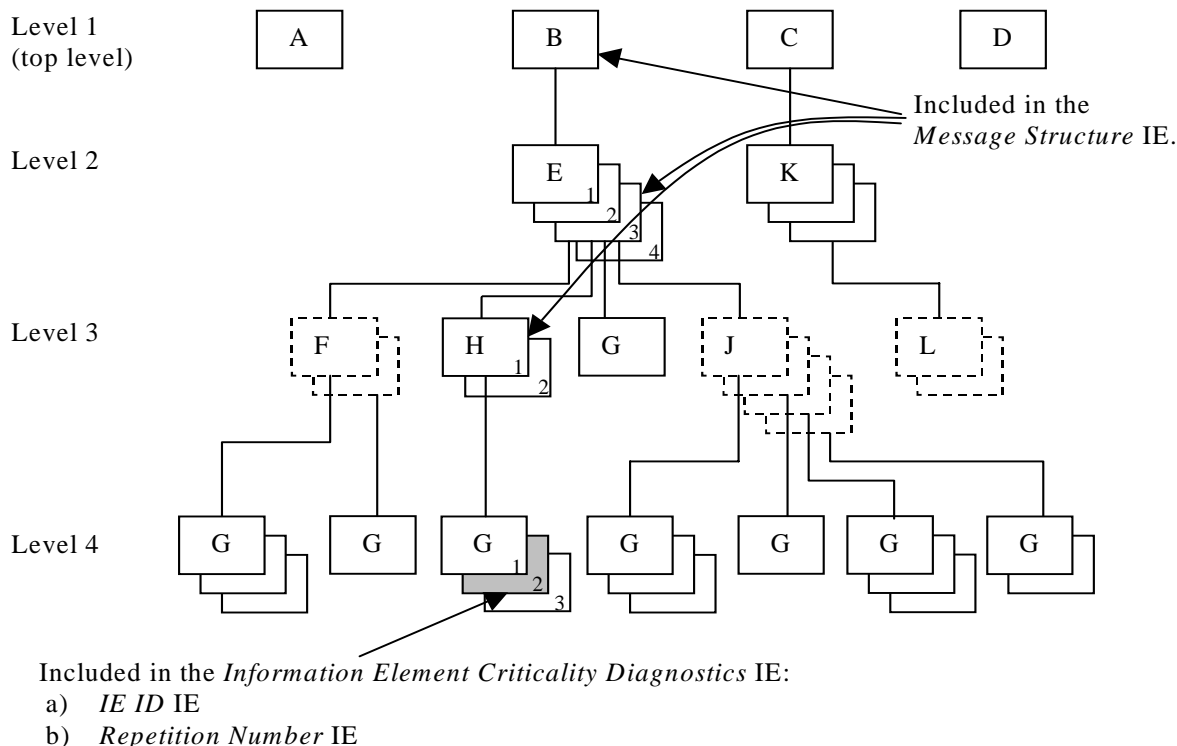 Level 1
(top level)
A
B
C
D
Included in the
Message Structure IE.
Level 2
E
1
2
3
4
K
Level 3
F
H
1
2
G
J
L
Level 4
G
G
G
1
2
3
G
G
G
G
Included in the Information Element Criticality Diagnostics IE:
a) IE ID IE
b) Repetition Number IE